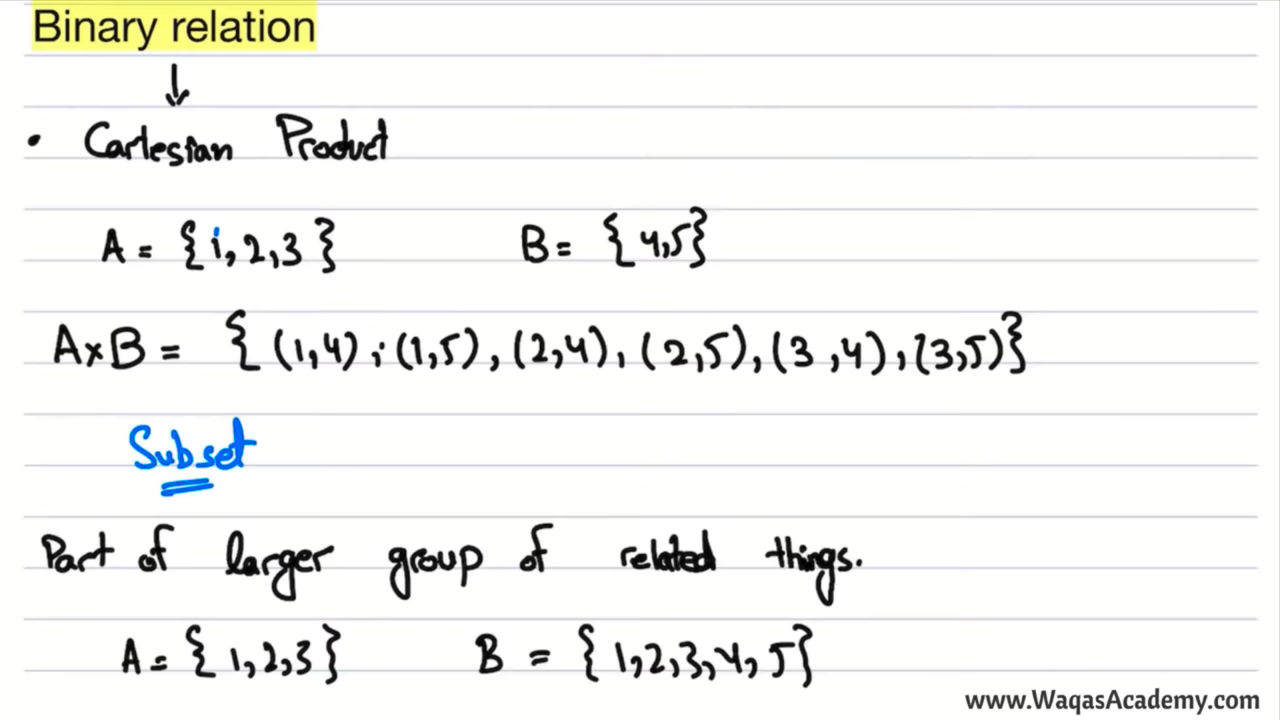 Binary relation
↓
• Cartesian Product
A = {1, 2, 3} B = {4,5}
A×B = {(1,4), (1,5), (2,4), (2,5), (3,4), (3,5)}
Subset
Part of larger group of related things.
A = {1, 2, 3} B = {1, 2, 3, 4, 5}
www.WaqasAcademy.com